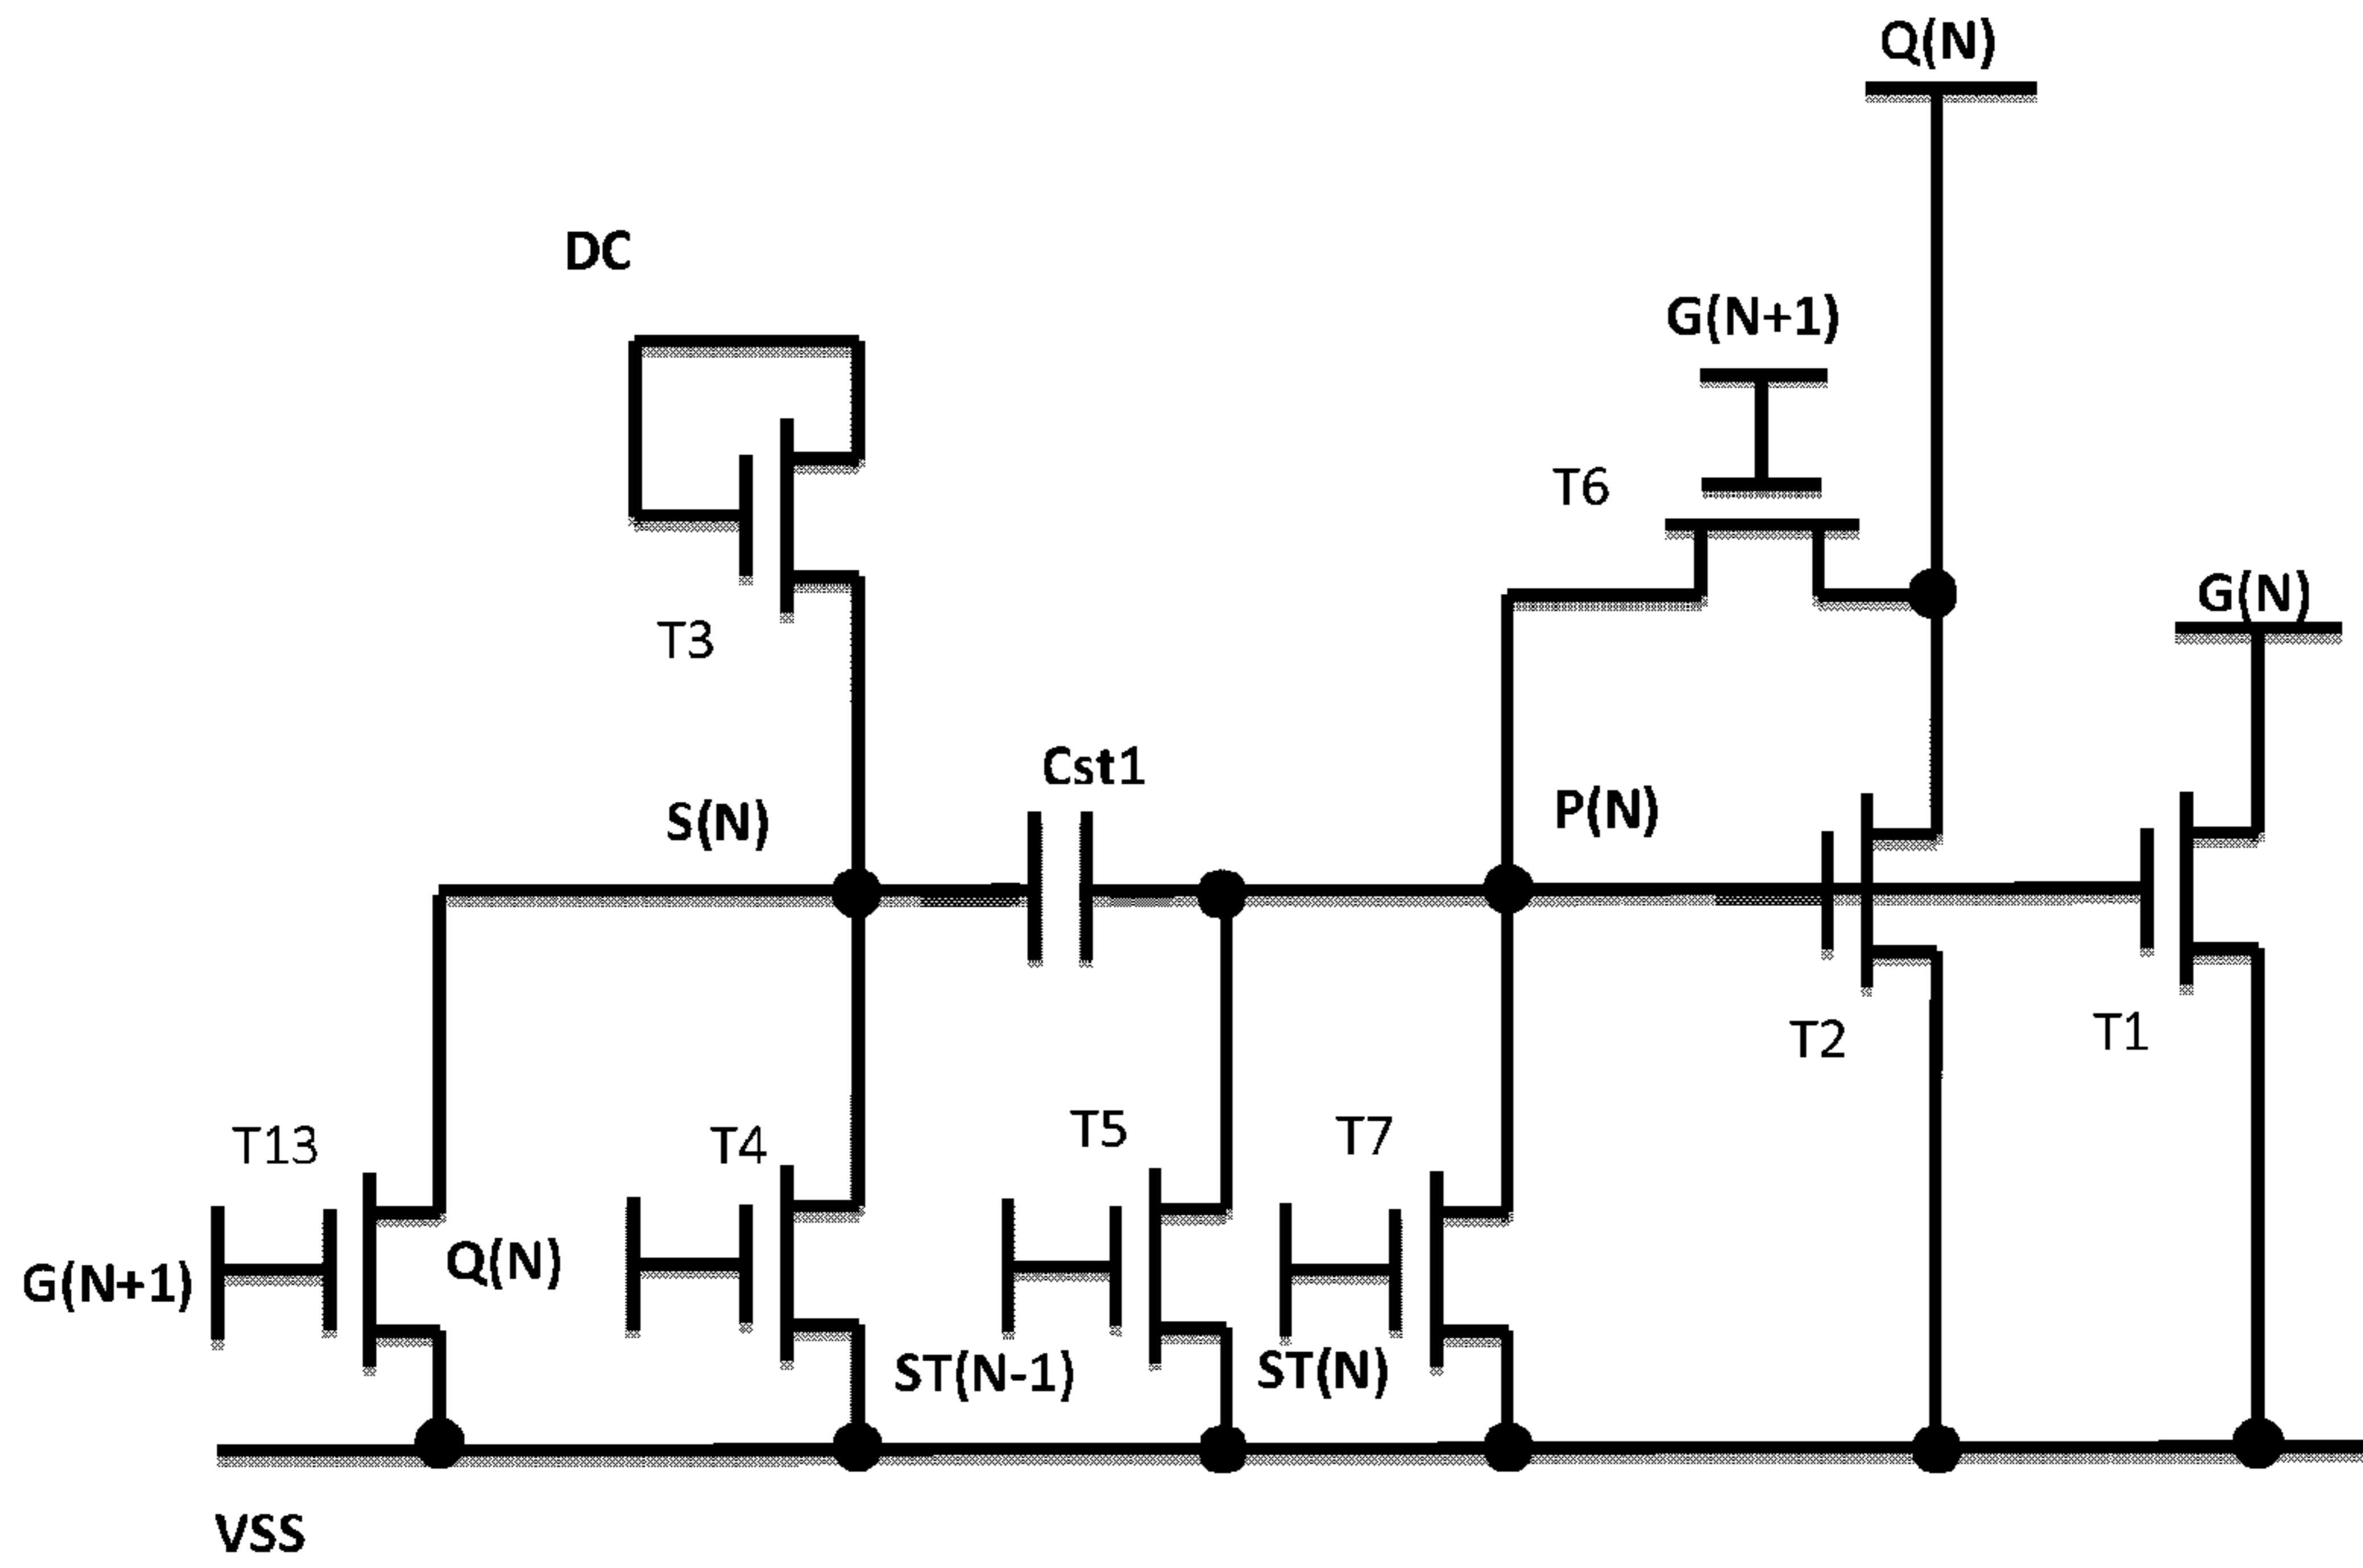 Q(N)
DC
G(N+1)
T6
G(N)
T3
Cst1
S(N)
P(N)
T2
T1
T13
T4
T5
T7
Q(N)
G(N+1)
ST(N-1)
ST(N)
VSS